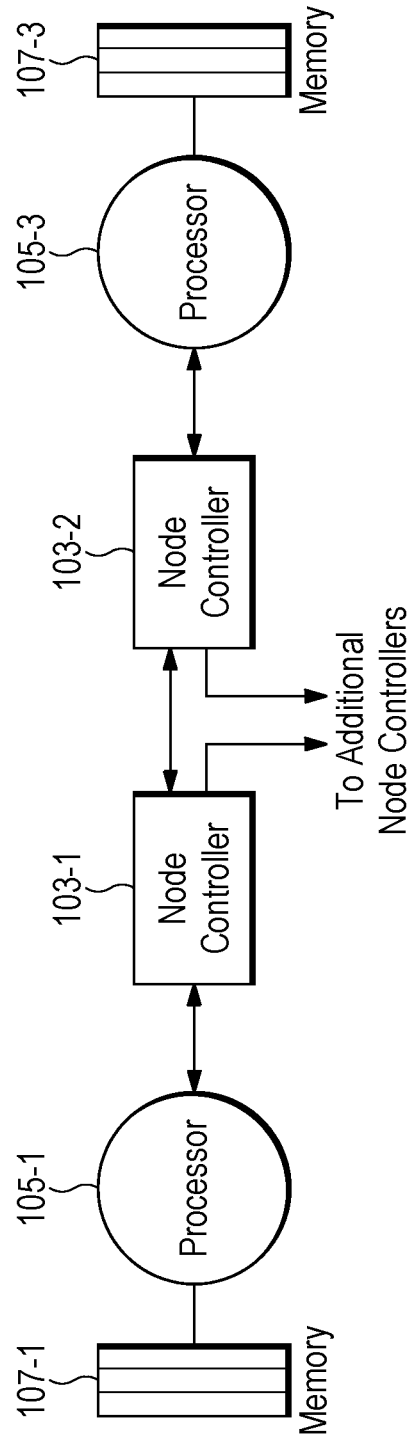 107-1
Memory
105-1
Processor
103-1
Node
Controller
To Additional
Node Controllers
103-2
Node
Controller
105-3
Processor
107-3
Memory